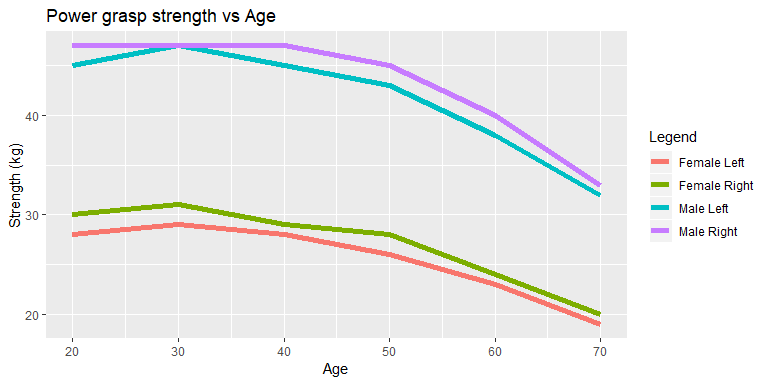 Power grasp strength vs Age
Strength (kg)
40
30
20
20 30 40 50 60 70
Age
Legend
Female Left
Female Right
Male Left
Male Right